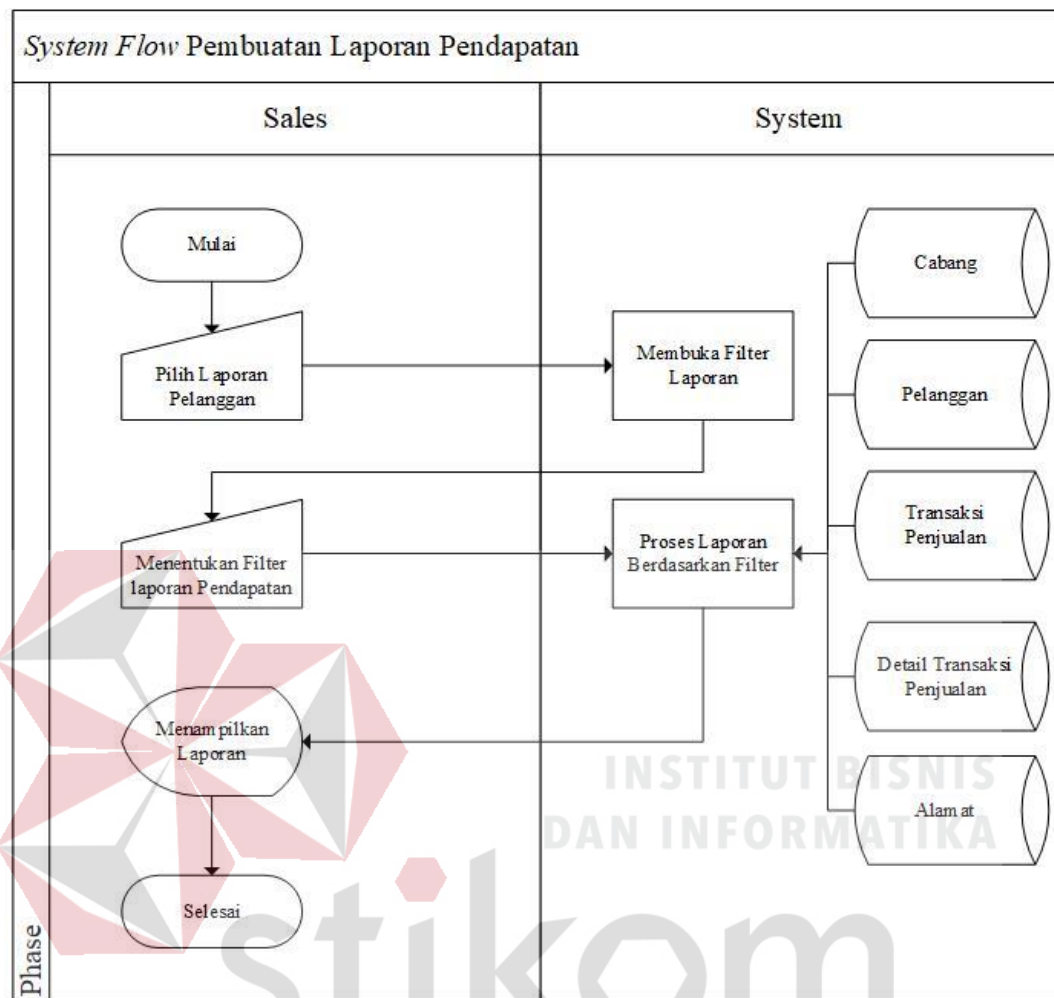 System Flow Pembuatan Laporan Pendapatan
Sales
System
Mulai
Cabang
Pilih Laporan
Pelanggan
Membuka Filter
Laporan
Pelanggan
Menentukan Filter
laporan Pendapatan
Proses Laporan
Berdasarkan Filter
Transaksi
Penjualan
Detail Transaksi
Penjualan
Menampilkan
Laporan
INSTITUT BISNIS
DAN INFORMATIKA
Alamat
Selesai
stikom
Phase